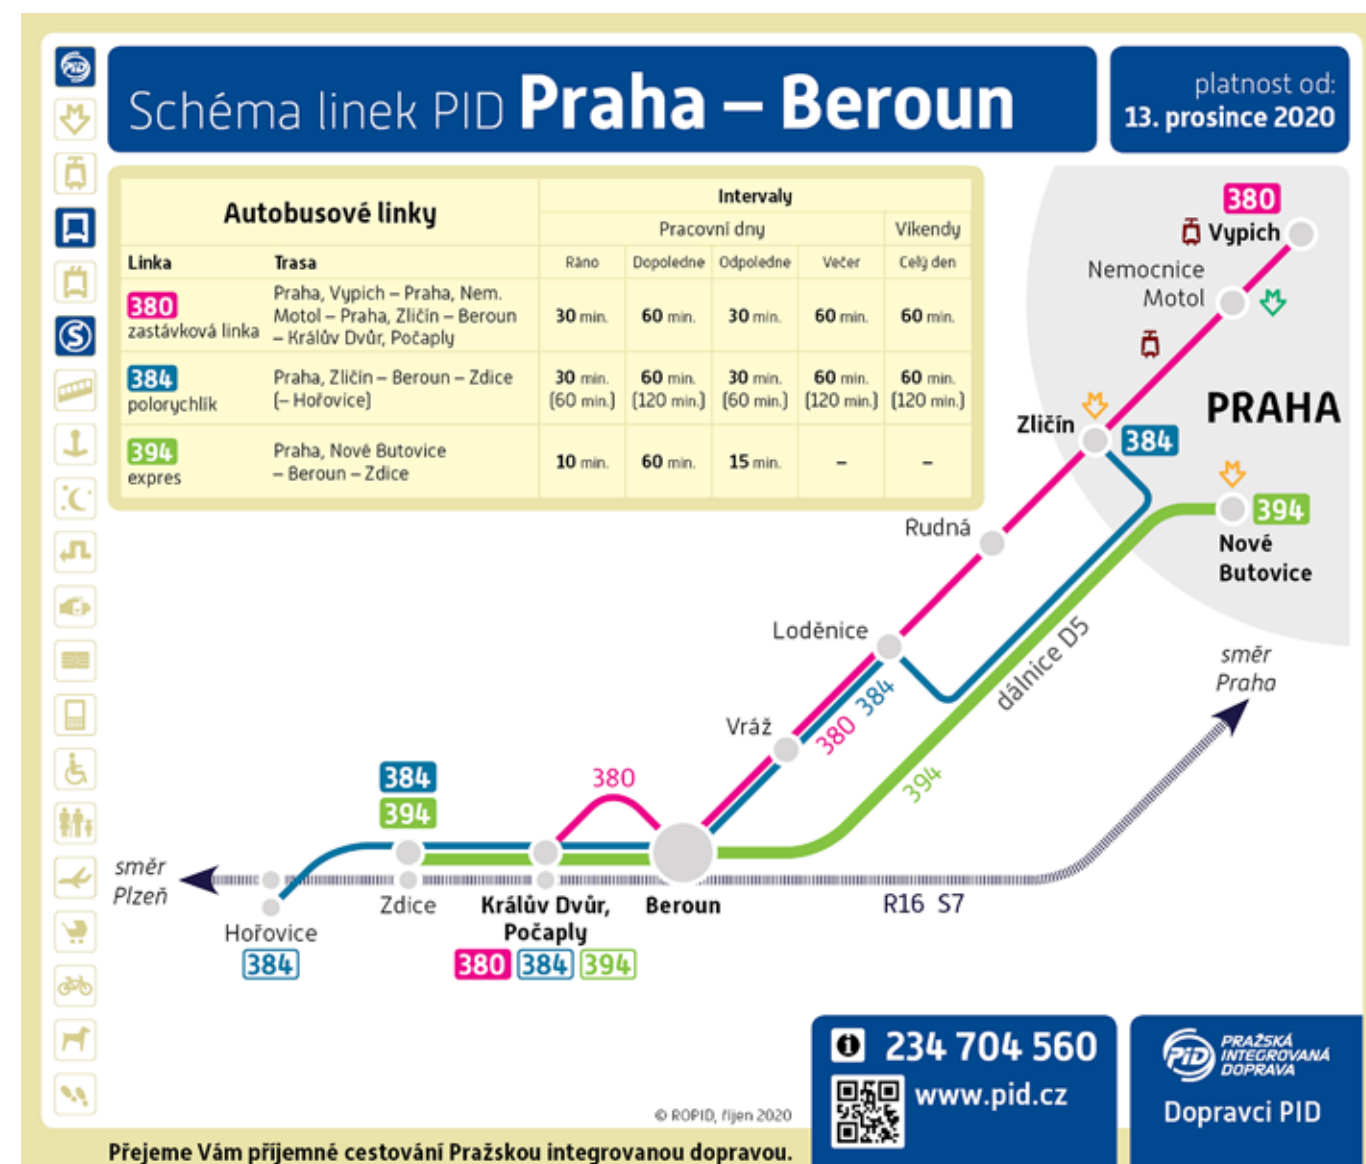 Schéma linek PID Praha – Beroun
platnost od:
13. prosince 2020
Autobusové linky
Intervaly
Pracovní dny
Víkendy
Linka
Trasa
Ráno
Dopoledne
Odpoledne
Večer
Celý den
380
zastávková linka
Praha, Vypich – Praha, Nem.
Motol – Praha, Zličín – Beroun
– Králův Dvůr, Počaply
30 min.
60 min.
30 min.
60 min.
60 min.
384
polorychlík
Praha, Zličín – Beroun – Zdice
(– Hořovice)
30 min.
(60 min.)
60 min.
(120 min.)
30 min.
(60 min.)
60 min.
(120 min.)
60 min.
(120 min.)
394
expres
Praha, Nové Butovice
– Beroun – Zdice
10 min.
60 min.
15 min.
–
–
380
Vypich
Nemocnice
Motol
PRAHA
Zličín
384
394
Nové
Butovice
Rudná
Loděnice
dálnice D5
směr
Praha
Vráž
380
384
394
384
394
380
směr
Plzeň
Hořovice
384
Zdice
Králův Dvůr,
Počaply
380 384 394
Beroun
R16 S7
234 704 560
www.pid.cz
PID
PRAŽSKÁ
INTEGROVANÁ
DOPRAVA
Dopravci PID
© ROPID, říjen 2020
Přejeme Vám příjemné cestování Pražskou integrovanou dopravou.
PID
S